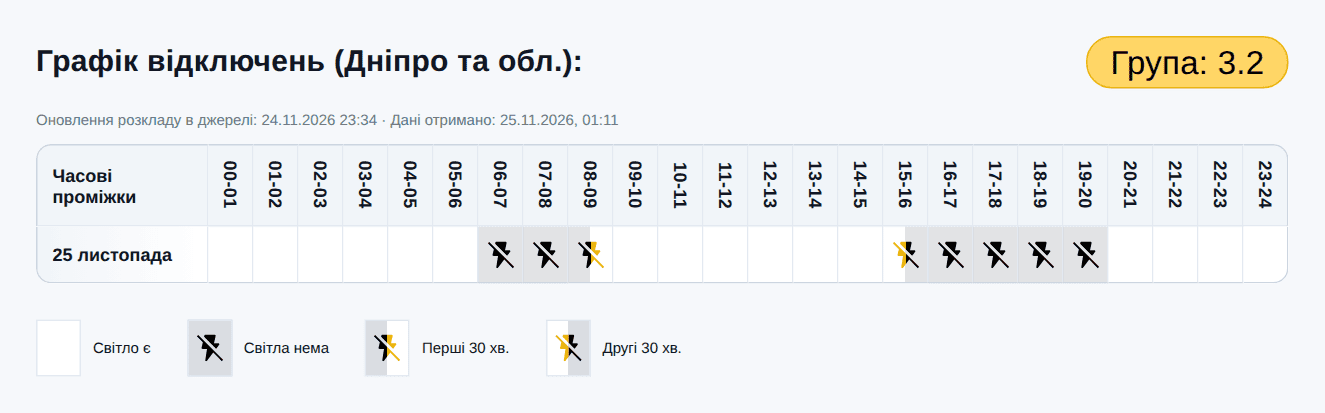 Графік відключень (Дніпро та обл.):
Група: 3.2
Оновлення розкладу в джерелі: 24.11.2026 23:34 · Дані отримано: 25.11.2026, 01:11
Часові
проміжки
00-01
01-02
02-03
03-04
04-05
05-06
06-07
07-08
08-09
09-10
10-11
11-12
12-13
13-14
14-15
15-16
16-17
17-18
18-19
19-20
20-21
21-22
22-23
23-24
25 листопада
Світло є
Світла нема
Перші 30 хв.
Другі 30 хв.